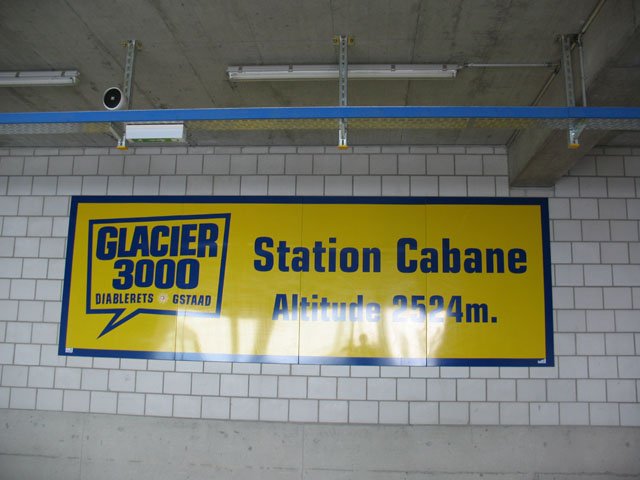 GLACIER
3000
DIABLERETS GSTAAD
Station Cabane
Altitude 2524m.